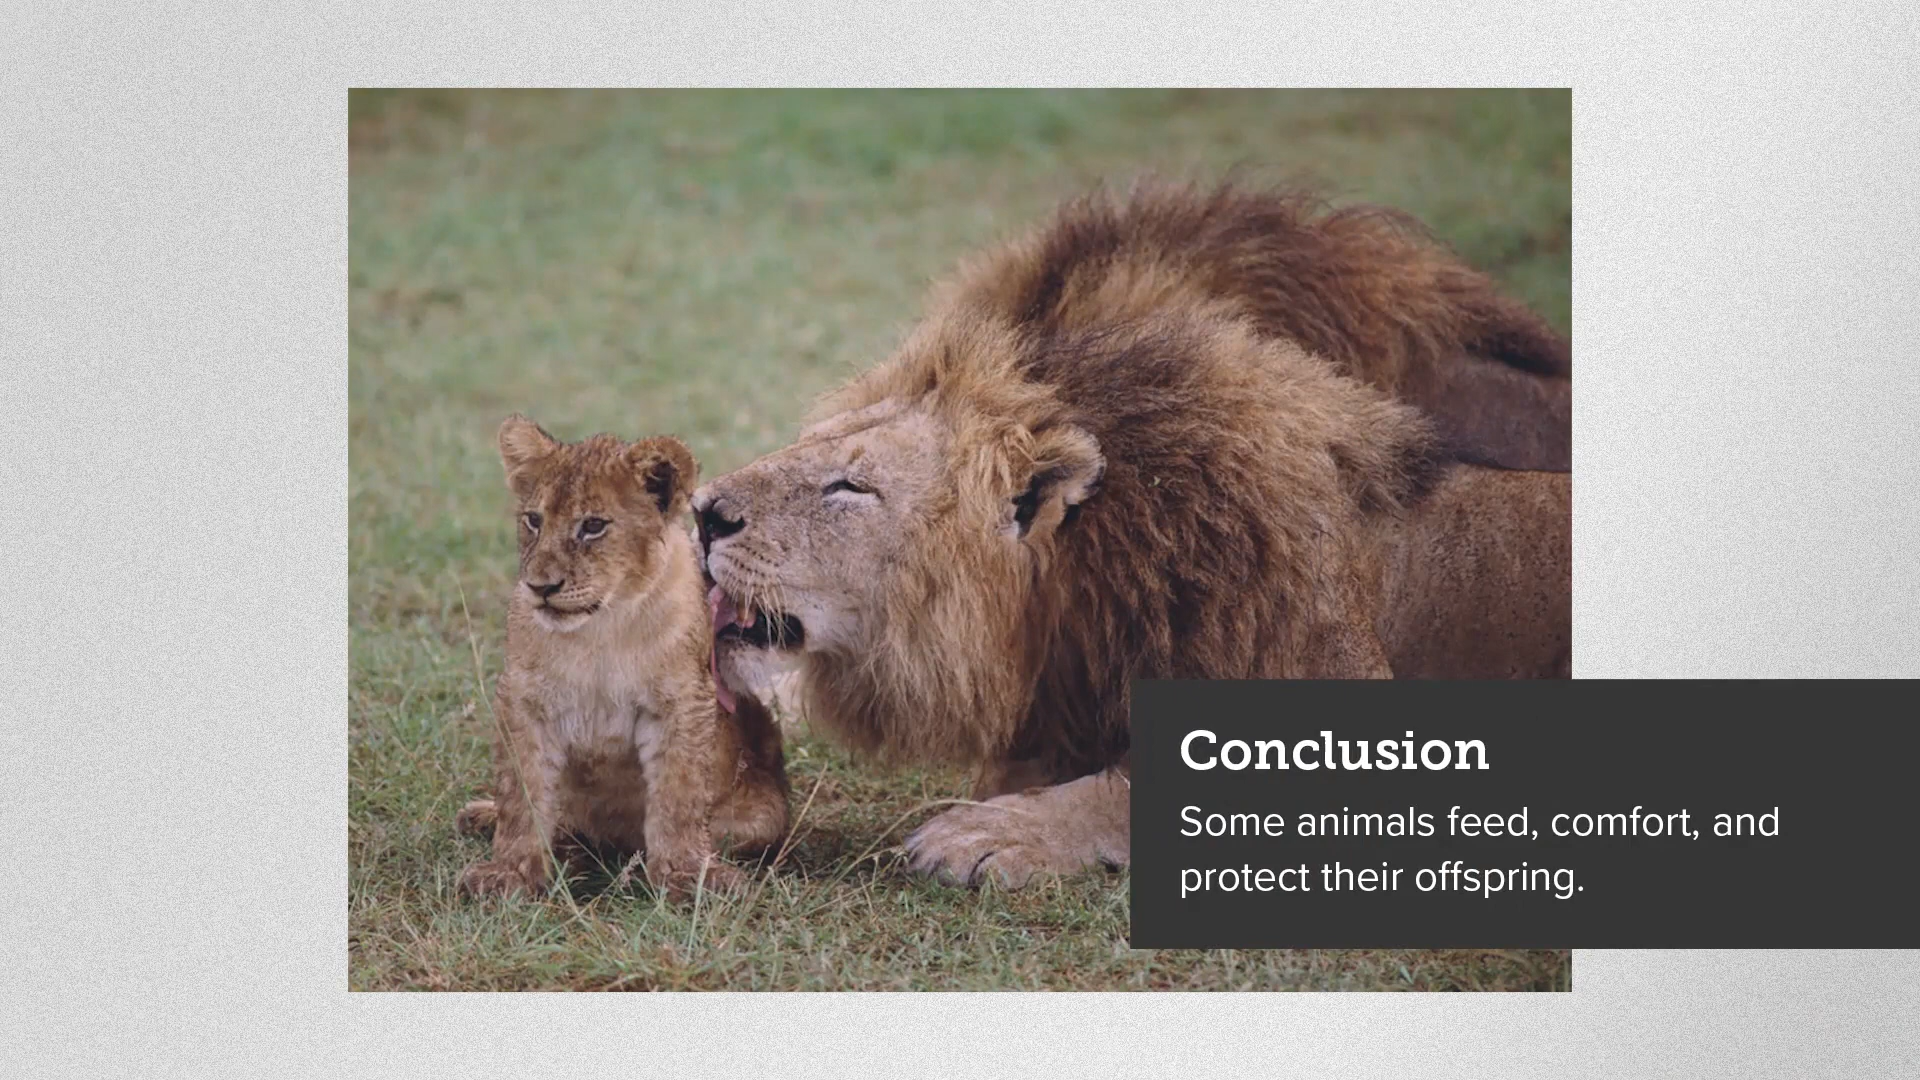 Conclusion
Some animals feed, comfort, and
protect their offspring.